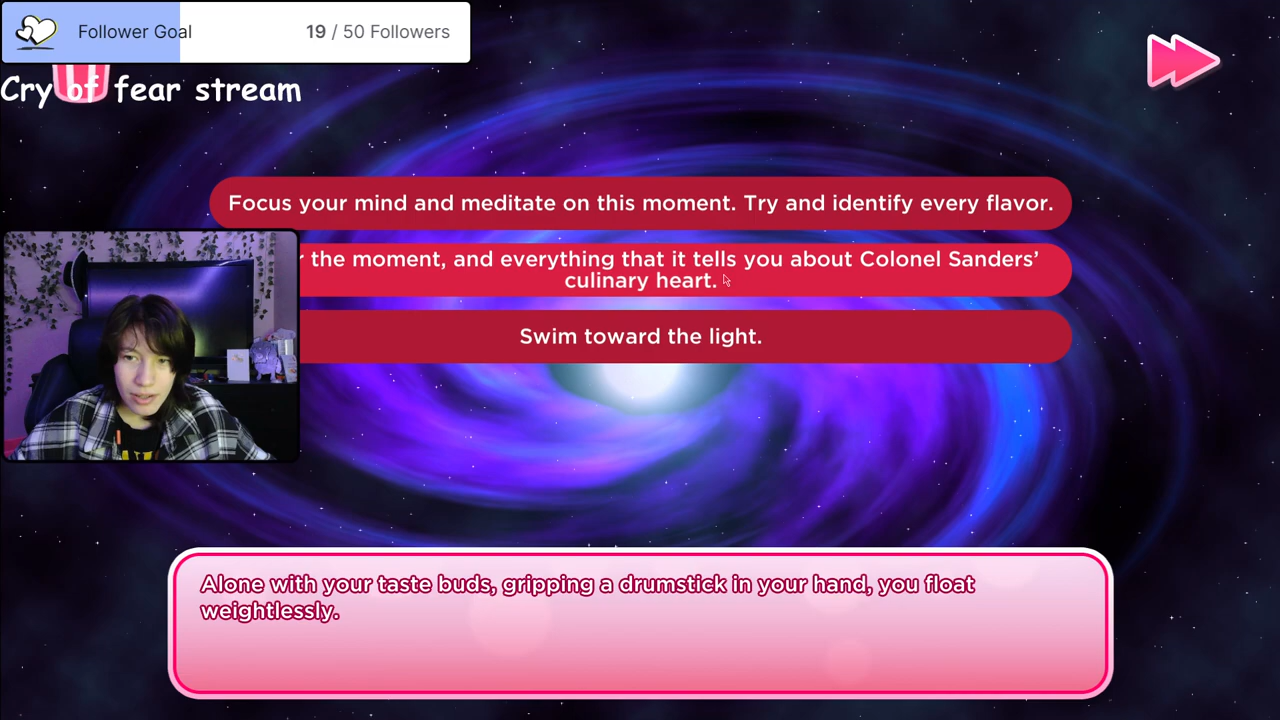 Follower Goal 19 / 50 Followers
Cry of fear stream
Focus your mind and meditate on this moment. Try and identify every flavor.
the moment, and everything that it tells you about Colonel Sanders’
culinary heart.
Swim toward the light.
Alone with your taste buds, gripping a drumstick in your hand, you float
weightlessly.